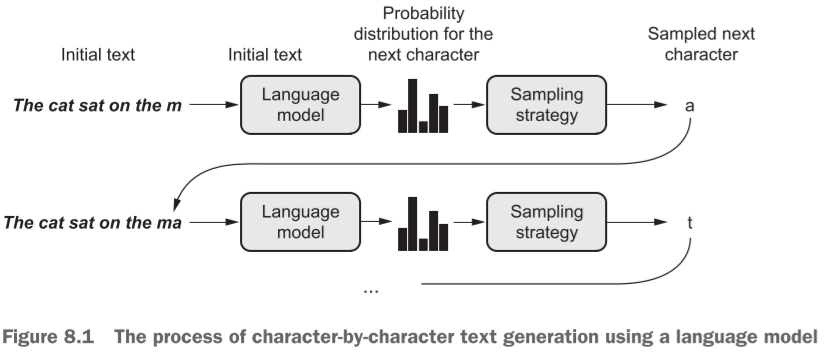 Initial text
Initial text
Probability
distribution for the
next character
Sampled next
character
The cat sat on the m
Language
model
Sampling
strategy
a
The cat sat on the ma
Language
model
Sampling
strategy
t
...
Figure 8.1 The process of character-by-character text generation using a language model